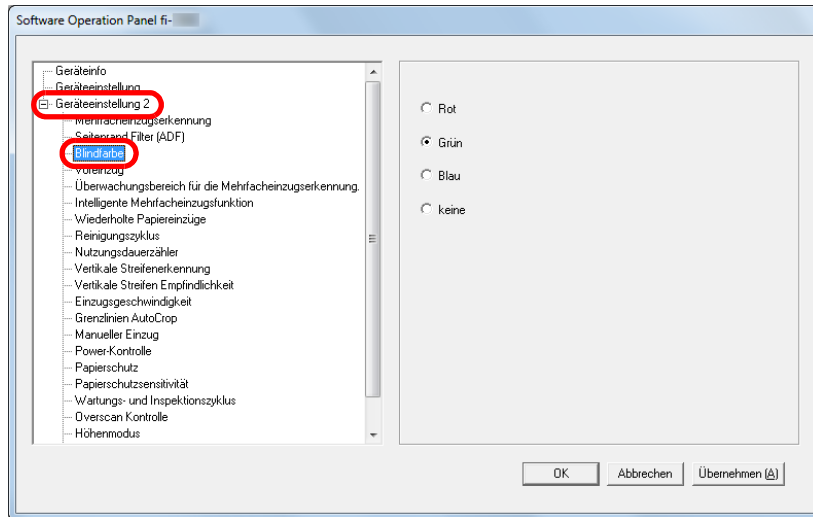 Software Operation Panel fi-
Geräteinfo
Geräteeinstellung
Geräteeinstellung 2
Mehrfacheinzugserkennung
Seitenrand Filter (ADF)
Blindfarbe
Voreinzug
Überwachungsbereich für die Mehrfacheinzugserkennung.
Intelligente Mehrfacheinzugsfunktion
Wiederholte Papiereinzüge
Reinigungszyklus
Nutzungsdauerzähler
Vertikale Streifenerkennung
Vertikale Streifen Empfindlichkeit
Einzugsgeschwindigkeit
Grenzlinien AutoCrop
Manueller Einzug
Power-Kontrolle
Papierschutz
Papierschutzsensitivität
Wartungs- und Inspektionszyklus
Overscan Kontrolle
Höhenmodus
Rot
Grün
Blau
keine
OK Abbrechen Übernehmen (A)